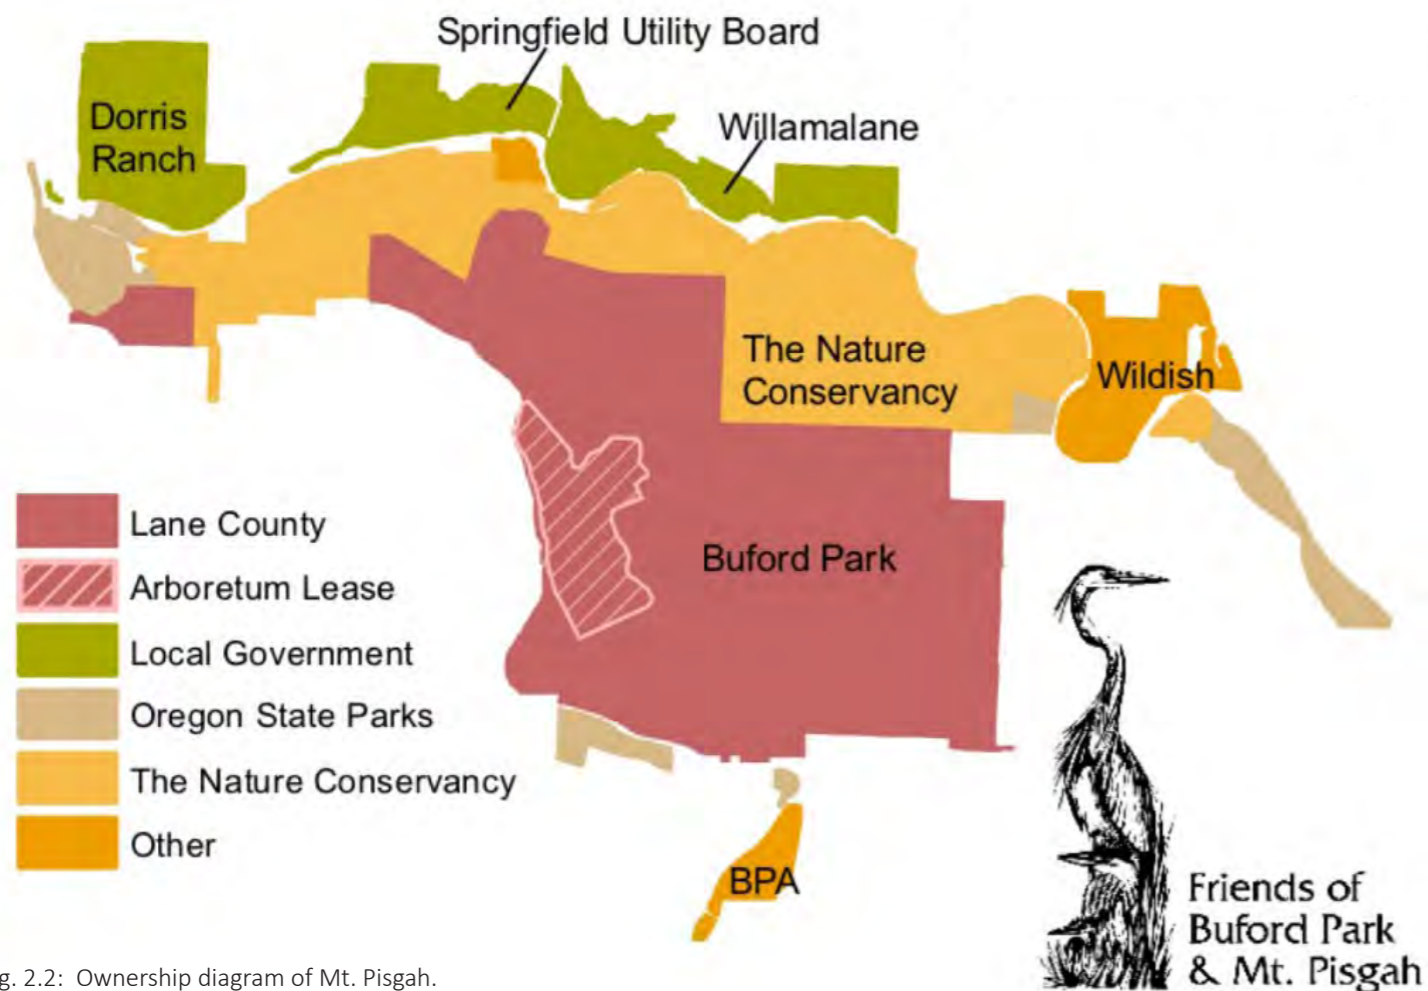 Springfield Utility Board
Dorris
Ranch
Willamalane
The Nature
Conservancy
Wildish
Lane County
Arboretum Lease
Local Government
Oregon State Parks
The Nature Conservancy
Other
Buford Park
BPA
Friends of
Buford Park
& Mt. Pisgah
g. 2.2: Ownership diagram of Mt. Pisgah.